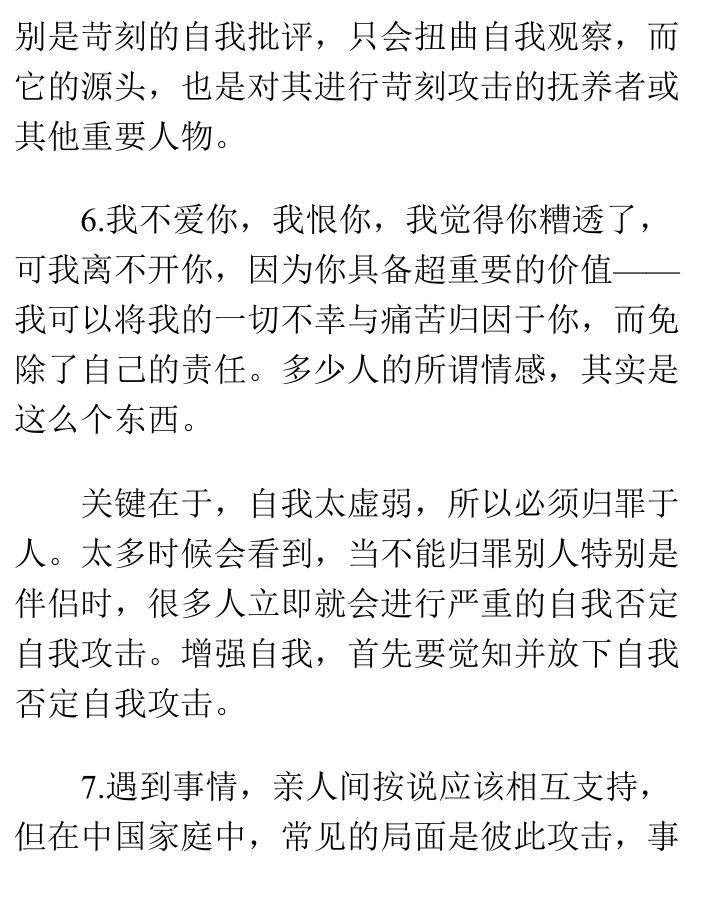 别是苛刻的自我批评，只会扭曲自我观察，而
它的源头，也是对其进行苛刻攻击的抚养者或
其他重要人物。
6.我不爱你，我恨你，我觉得你糟透了，
可我离不开你，因为你具备超重要的价值——
我可以将我的一切不幸与痛苦归因于你，而免
除了自己的责任。多少人的所谓情感，其实是
这么个东西。
关键在于，自我太虚弱，所以必须归罪于
人。太多时候会看到，当不能归罪别人特别是
伴侣时，很多人立即就会进行严重的自我否定
自我攻击。增强自我，首先要觉知并放下自我
否定自我攻击。
7.遇到事情，亲人间按说应该相互支持，
但在中国家庭中，常见的局面是彼此攻击，事